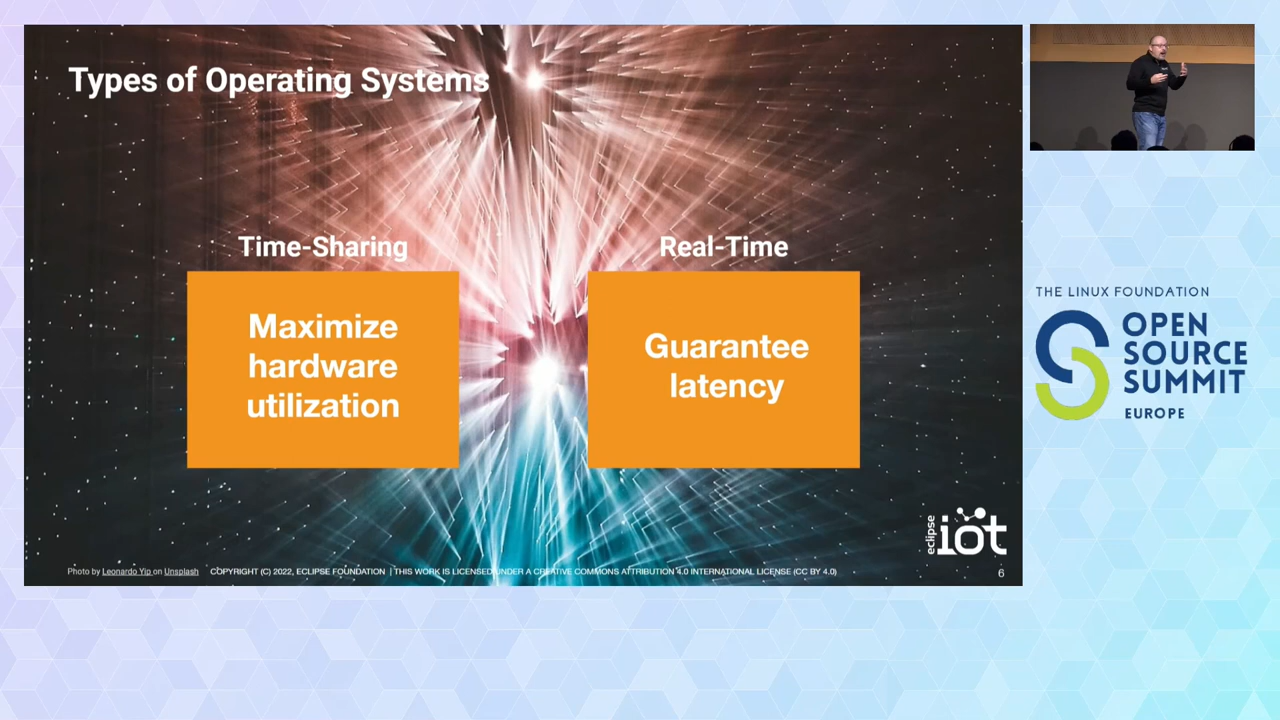 Types of Operating Systems
Time-Sharing
Maximize
hardware
utilization
Real-Time
Guarantee
latency
eclipse
iot
Photo by Leonardo Yip on Unsplash
COPYRIGHT (C) 2022, ECLIPSE FOUNDATION | THIS WORK IS LICENSED UNDER A CREATIVE COMMONS ATTRIBUTION 4.0 INTERNATIONAL LICENSE (CC BY 4.0)
6
THE LINUX FOUNDATION
OPEN
SOURCE
SUMMIT
EUROPE